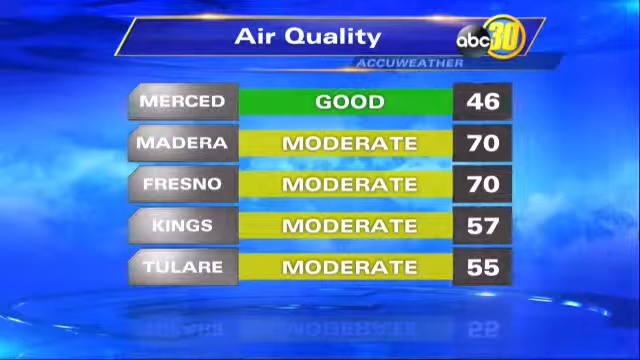 Air Quality
abc 30
ACCUWEATHER
MERCED GOOD 46
MADERA MODERATE 70
FRESNO MODERATE 70
KINGS MODERATE 57
TULARE MODERATE 55